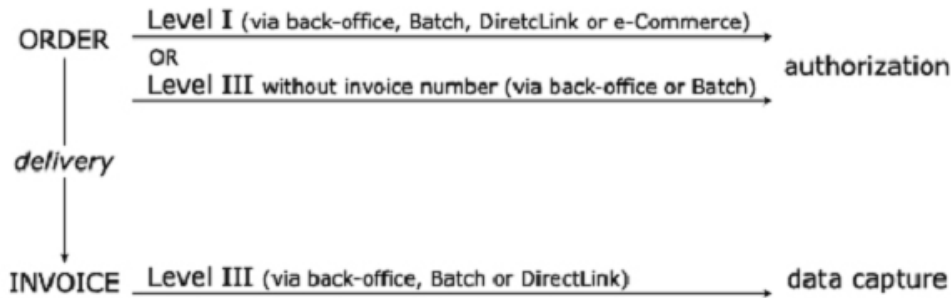 Level I (via back-office, Batch, DiretcLink or e-Commerce)
ORDER
OR
authorization
Level III without invoice number (via back-office or Batch)
delivery
INVOICE Level III (via back-office, Batch or DirectLink) data capture